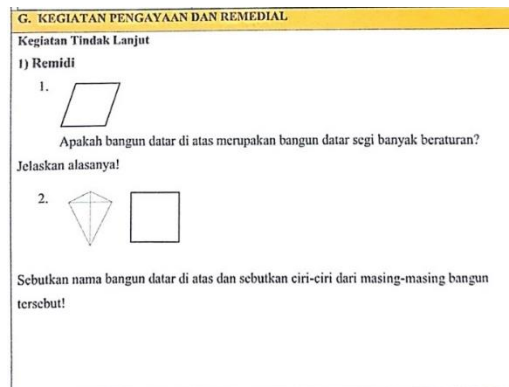 G. KEGIATAN PENGAYAAN DAN REMEDIAL
Kegiatan Tindak Lanjut
1) Remidi
1.
Apakah bangun datar di atas merupakan bangun datar segi banyak beraturan?
Jelaskan alasanya!
2.
Sebutkan nama bangun datar di atas dan sebutkan ciri-ciri dari masing-masing bangun
tersebut!